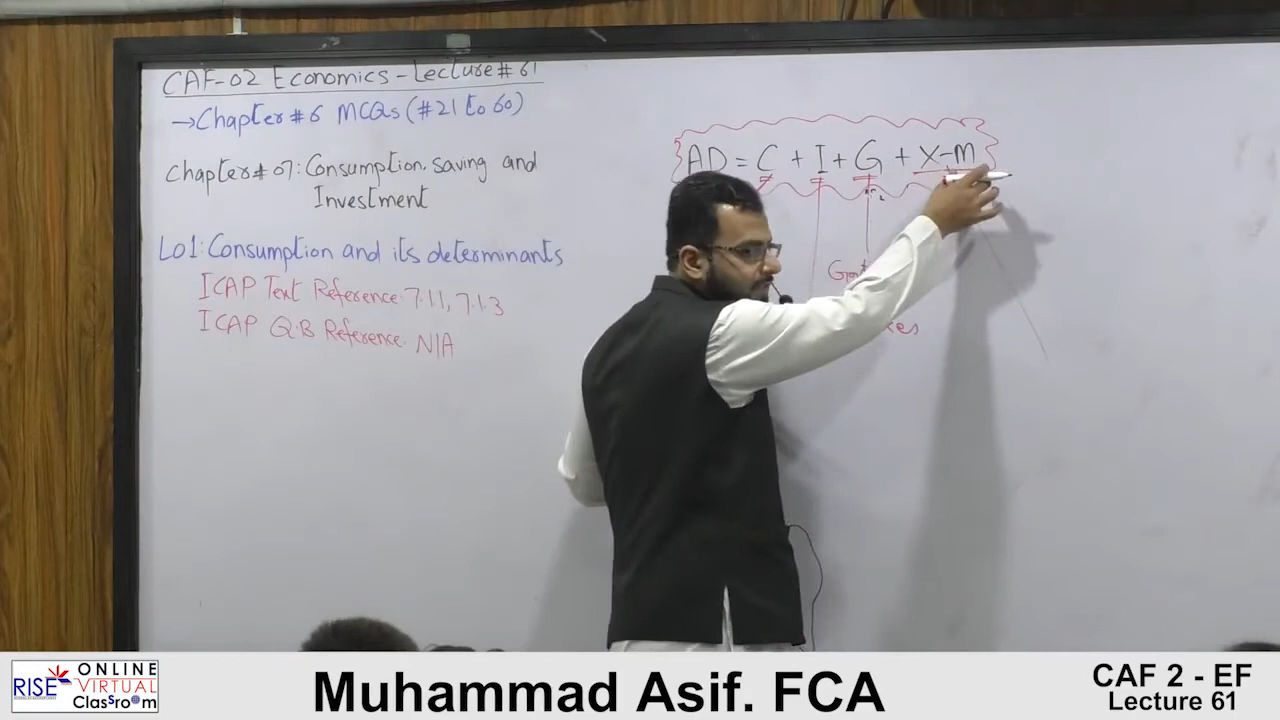 CAF-02 Economics - Lecture # 61
→ Chapter # 6 MCQs (#21 to 60)
Chapter # 07: Consumption, saving and
Investment
LO1: Consumption and its determinants
ICAP Text Reference: 7.1.1, 7.1.3
ICAP Q.B Reference: N/A
AD = C + I + G + X-M
RISE
ONLINE
VIRTUAL
Classroom
Muhammad Asif. FCA
CAF 2 - EF
Lecture 61